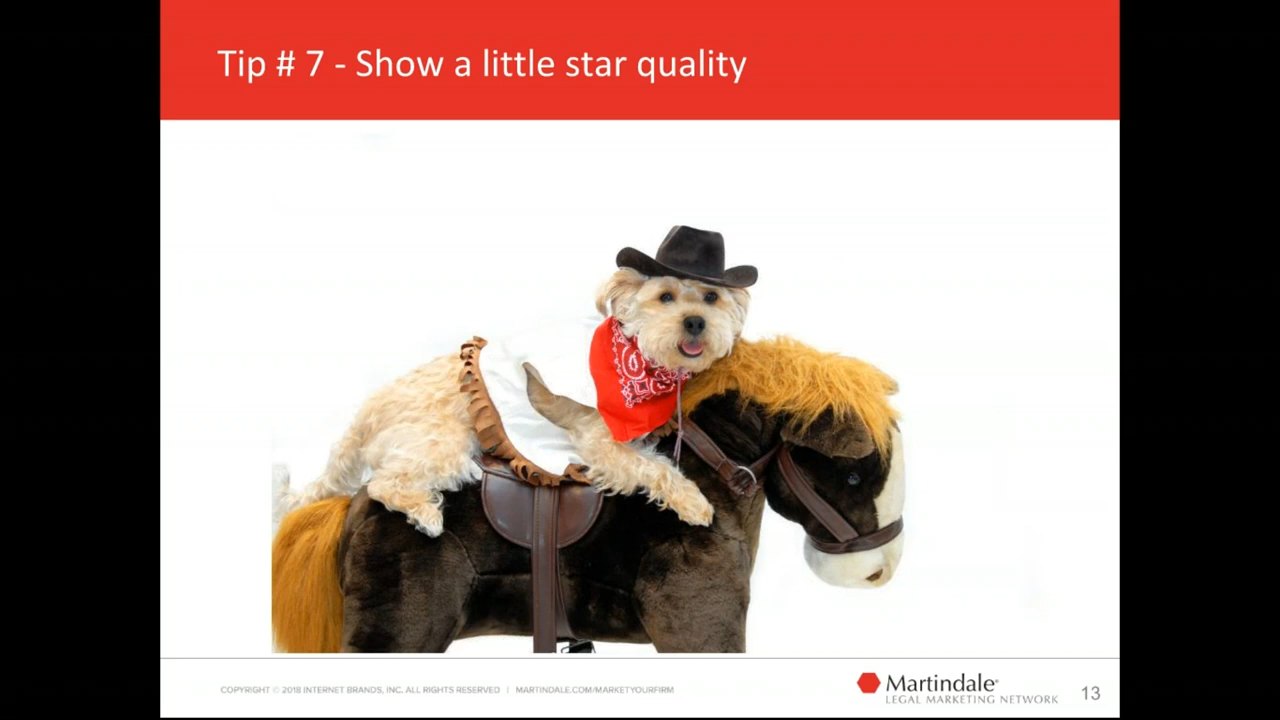 Tip # 7 - Show a little star quality
COPYRIGHT © 2018 INTERNET BRANDS, INC. ALL RIGHTS RESERVED | MARTINDALE.COM/MARKETYOURFIRM
Martindale®
LEGAL MARKETING NETWORK
13